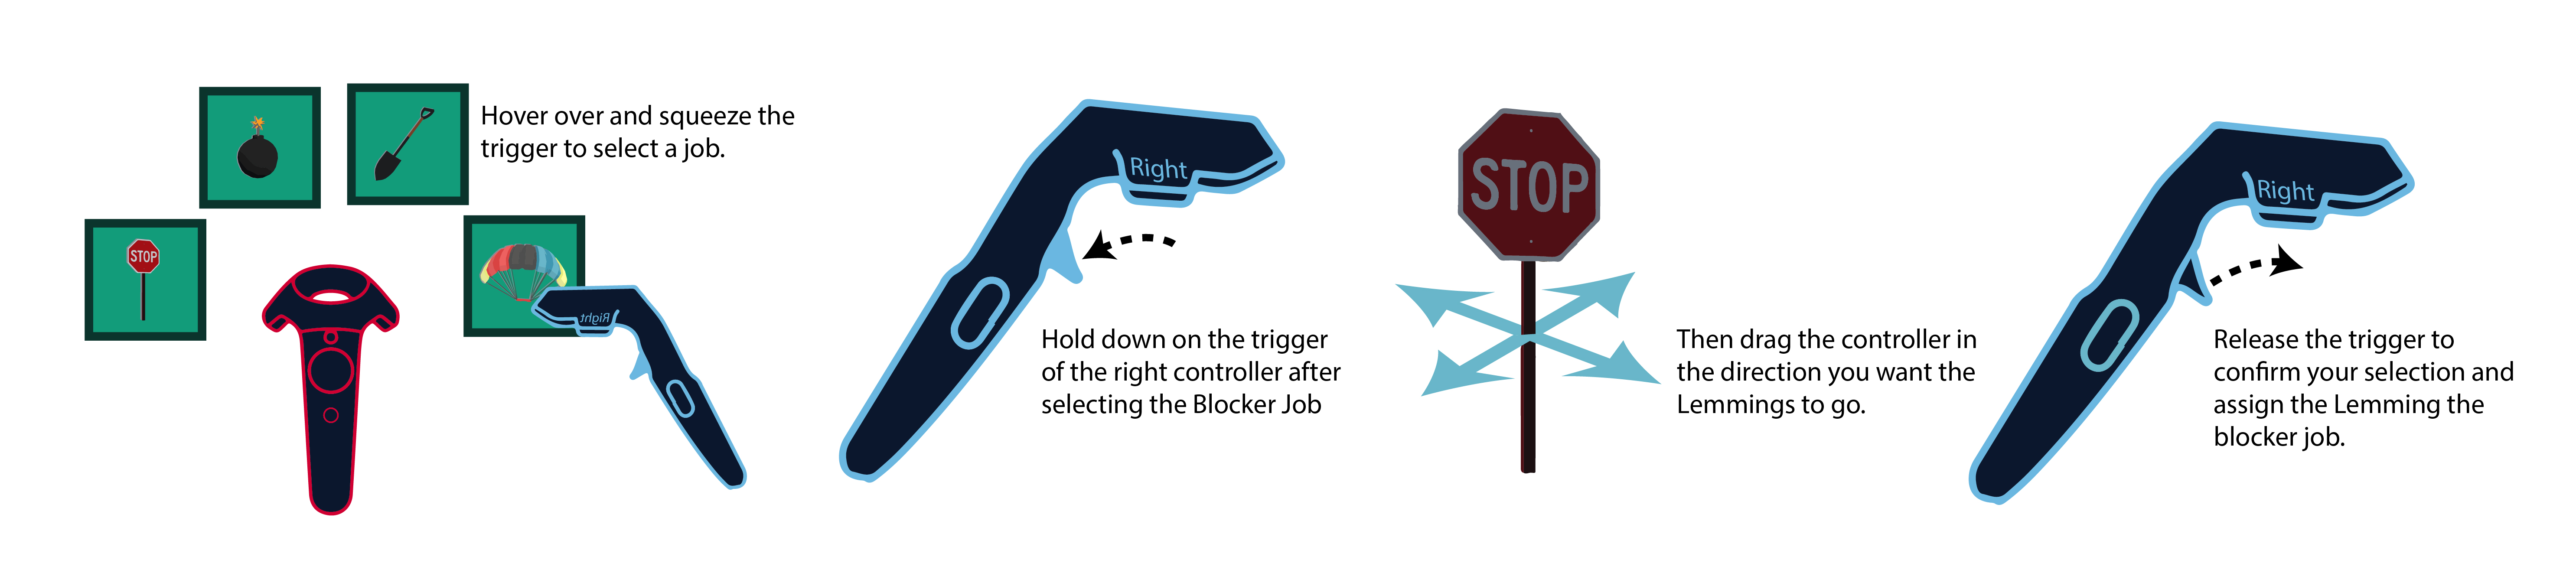 Hover over and squeeze the
trigger to select a job.
STOP
Right
Right
Hold down on the trigger
of the right controller after
selecting the Blocker Job
STOP
Then drag the controller in
the direction you want the
Lemmings to go.
Right
Release the trigger to
confirm your selection and
assign the Lemming the
blocker job.